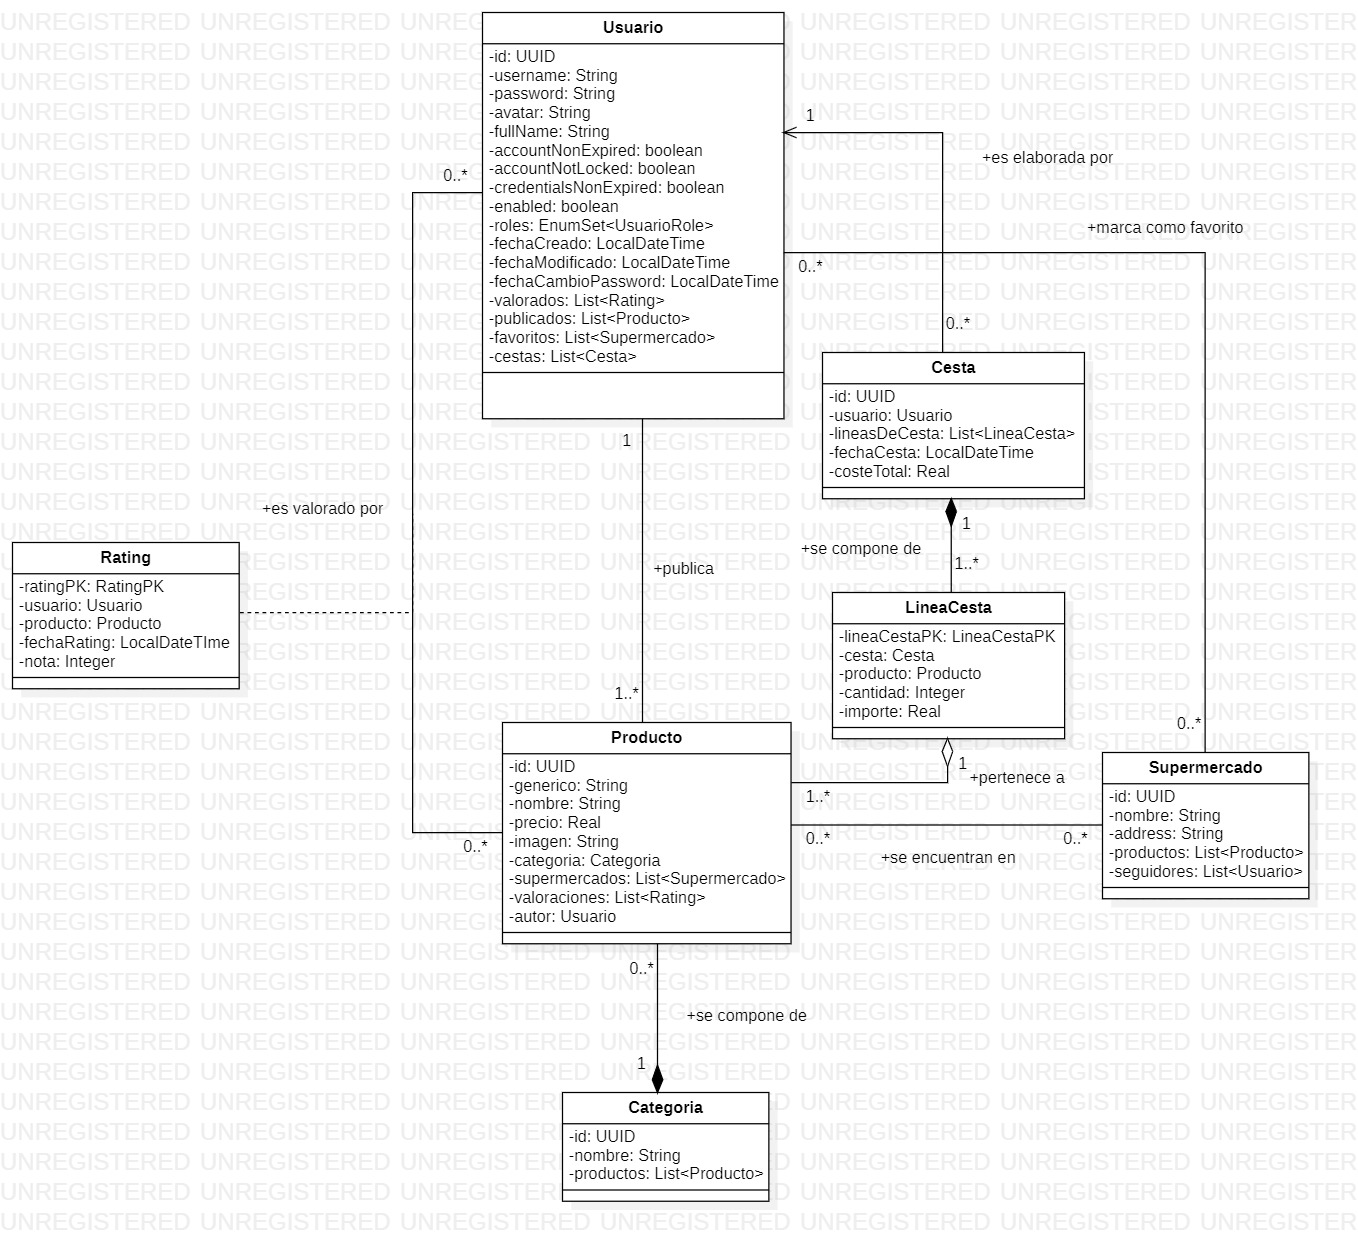 Usuario
-id: UUID
-username: String
-password: String
-avatar: String
-fullName: String
-accountNonExpired: boolean
-accountNotLocked: boolean
-credentialsNonExpired: boolean
-enabled: boolean
-roles: EnumSet<UsuarioRole>
-fechaCreado: LocalDateTime
-fechaModificado: LocalDateTime
-fechaCambioPassword: LocalDateTime
-valorados: List<Rating>
-publicados: List<Producto>
-favoritos: List<Supermercado>
-cestas: List<Cesta>
1
+es elaborada por
0..*
+marca como favorito
0..*
0..*
Cesta
-id: UUID
-usuario: Usuario
-lineasDeCesta: List<LineaCesta>
-fechaCesta: LocalDateTime
-costeTotal: Real
1
1
+se compone de
1..*
+es valorado por
+publica
Rating
-ratingPK: RatingPK
-usuario: Usuario
-producto: Producto
-fechaRating: LocalDateTIme
-nota: Integer
LineaCesta
-lineaCestaPK: LineaCestaPK
-cesta: Cesta
-producto: Producto
-cantidad: Integer
-importe: Real
1..*
0..*
1
+pertenece a
1..*
Producto
-id: UUID
-generico: String
-nombre: String
-precio: Real
-imagen: String
-categoria: Categoria
-supermercados: List<Supermercado>
-valoraciones: List<Rating>
-autor: Usuario
0..*
0..*
0..*
+se encuentran en
Supermercado
-id: UUID
-nombre: String
-address: String
-productos: List<Producto>
-seguidores: List<Usuario>
0..*
+se compone de
1
Categoria
-id: UUID
-nombre: String
-productos: List<Producto>
UNREGISTERED UNREGISTERED UNREGISTERED UNREGISTERED UNREGISTERED UNREGISTERED